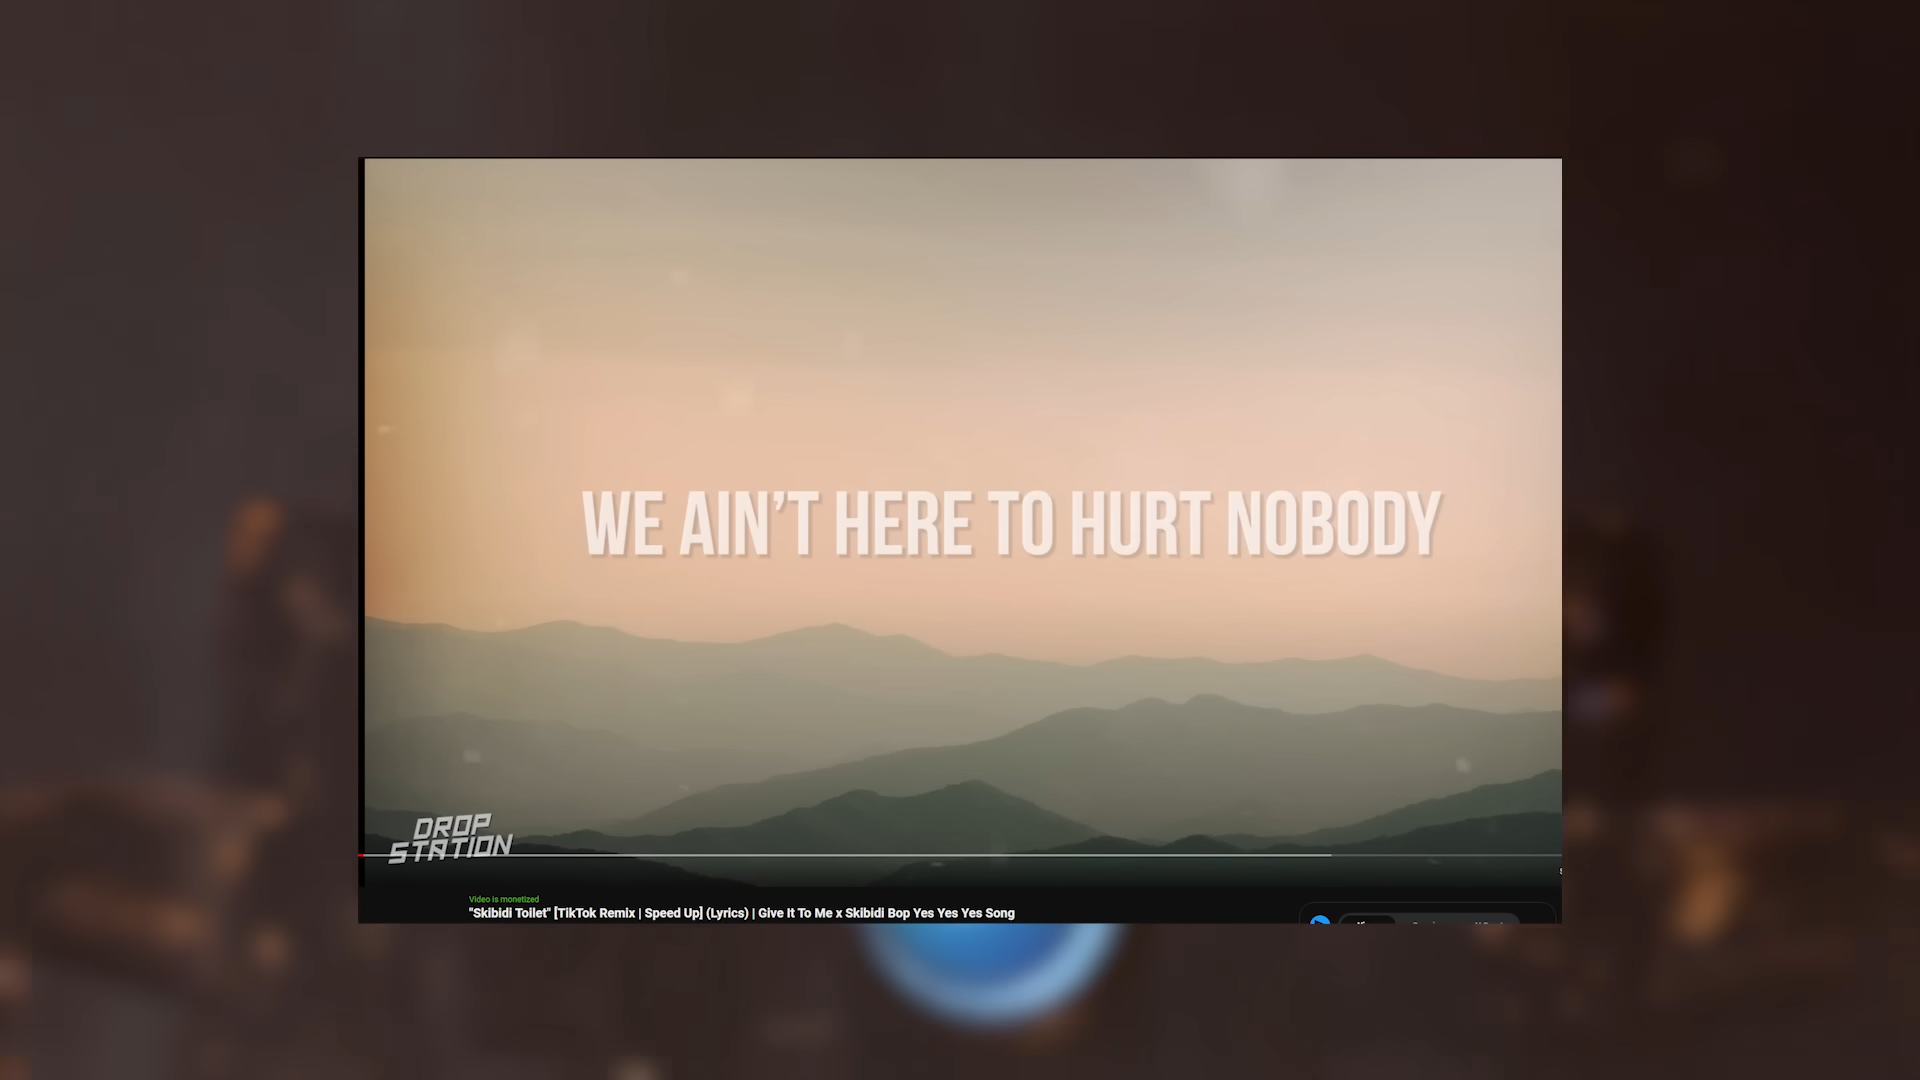 WE AIN'T HERE TO HURT NOBODY
DROP
STATION
Video is monetized
"Skibidi Toilet" [TikTok Remix | Speed Up] (Lyrics) | Give It To Me x Skibidi Bop Yes Yes Yes Song